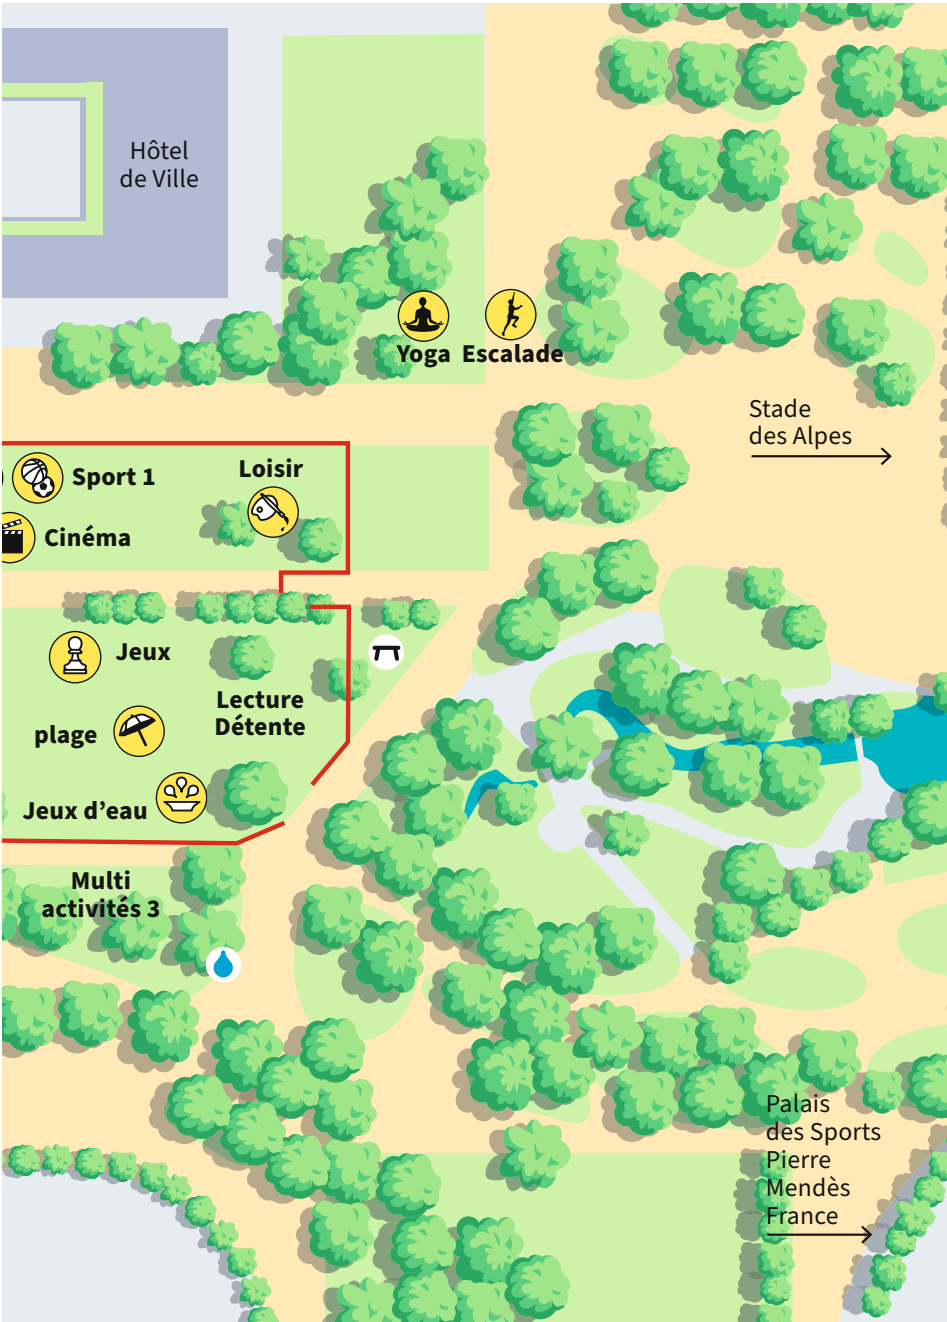 Hôtel
de Ville
Yoga
Escalade
Stade
des Alpes
Sport 1
Loisir
Cinéma
Jeux
Lecture
Détente
plage
Jeux d’eau
Multi
activités 3
Palais
des Sports
Pierre
Mendès
France